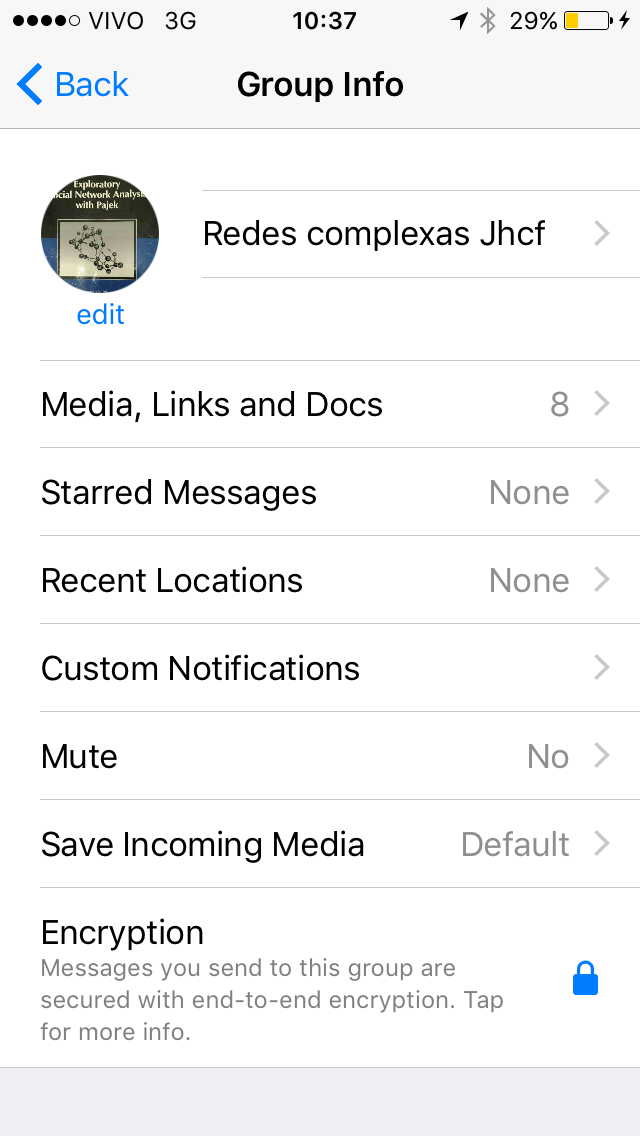 VIVO 3G 10:37 29%
Back Group Info
Exploratory
ocial Network Analysis
with Pajek
edit
Redes complexas Jhcf
Media, Links and Docs 8
Starred Messages None
Recent Locations None
Custom Notifications
Mute No
Save Incoming Media Default
Encryption
Messages you send to this group are
secured with end-to-end encryption. Tap
for more info.